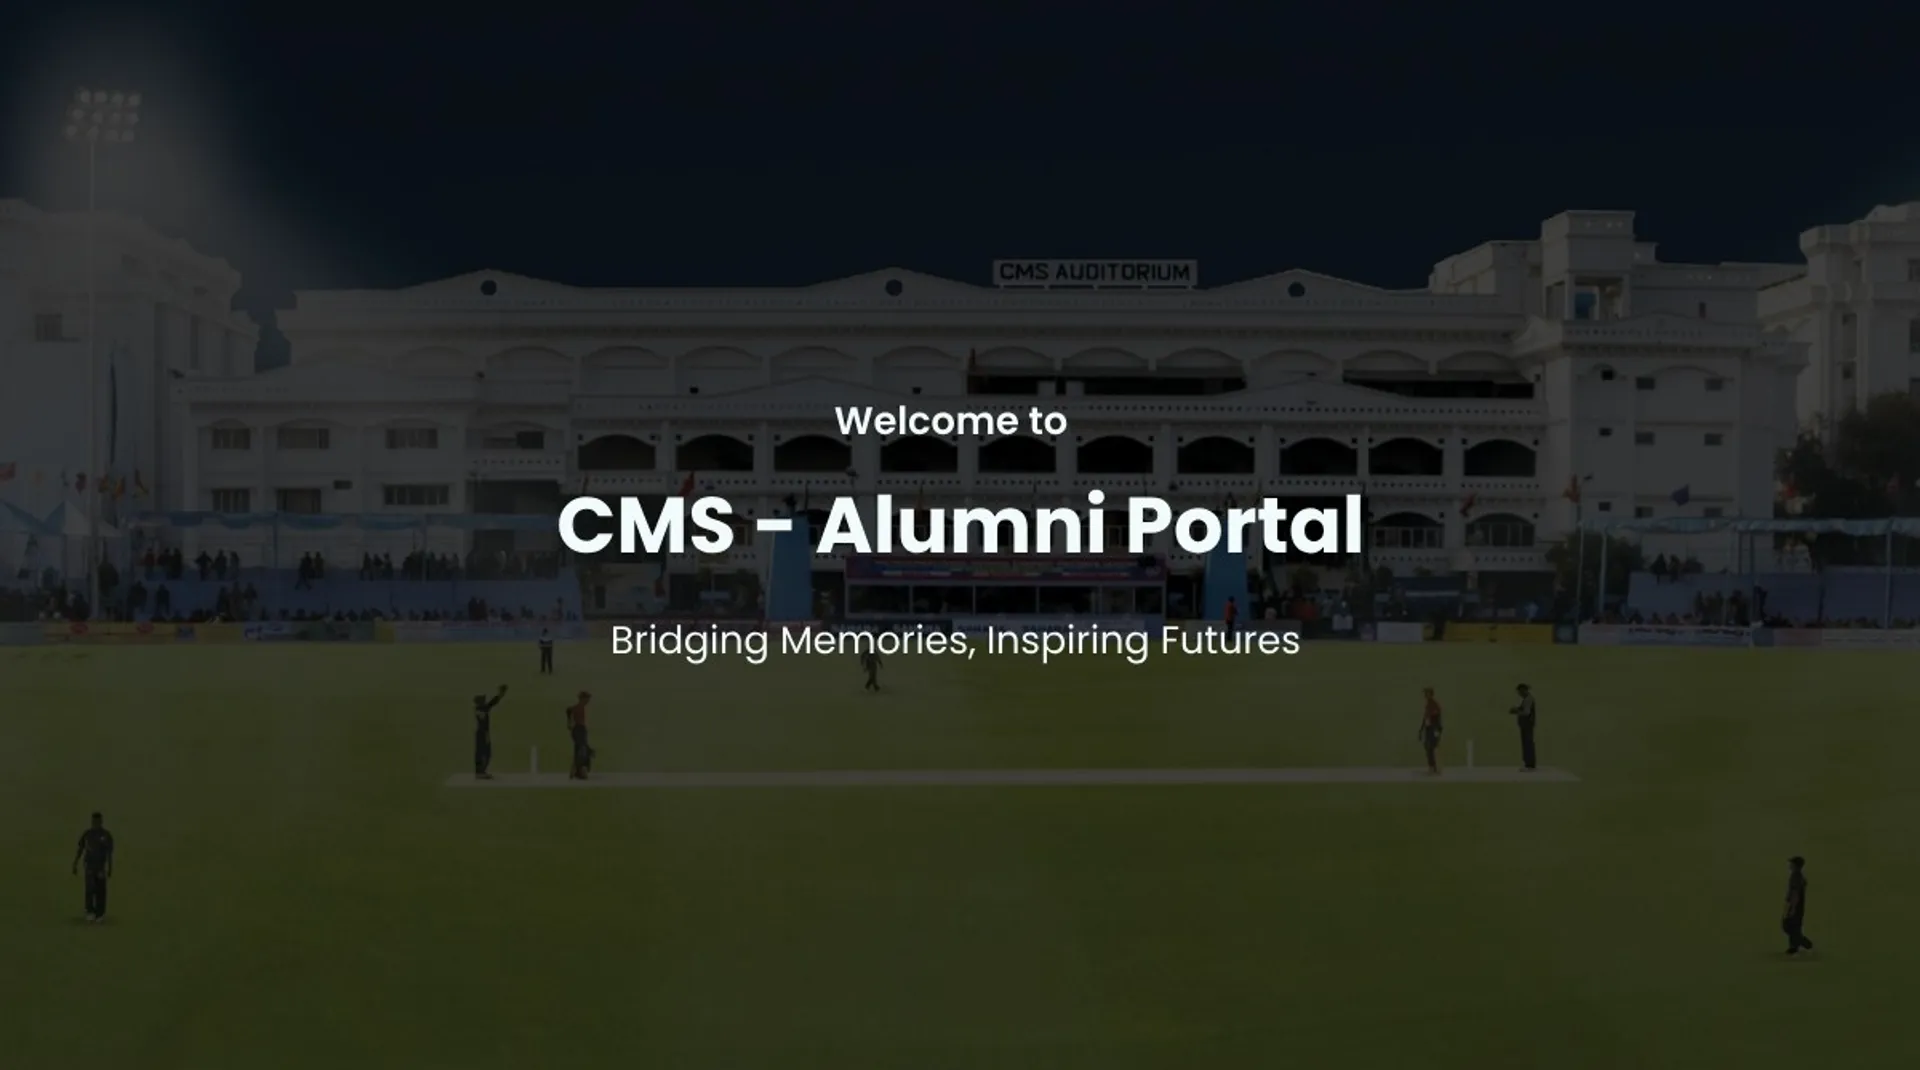 CMS AUDITORIUM
Welcome to
CMS - Alumni Portal
Bridging Memories, Inspiring Futures